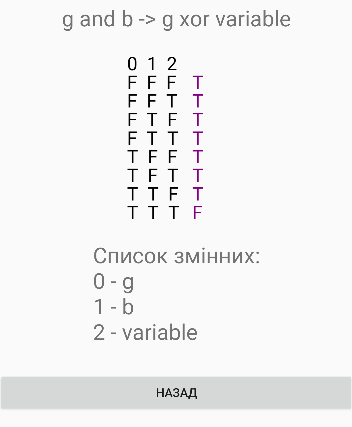 g and b -> g xor variable
0 1 2
F F F T
F F T T
F T F T
F T T T
T F F T
T F T T
T T F T
T T T F
Список змінних:
0 - g
1 - b
2 - variable
НАЗАД